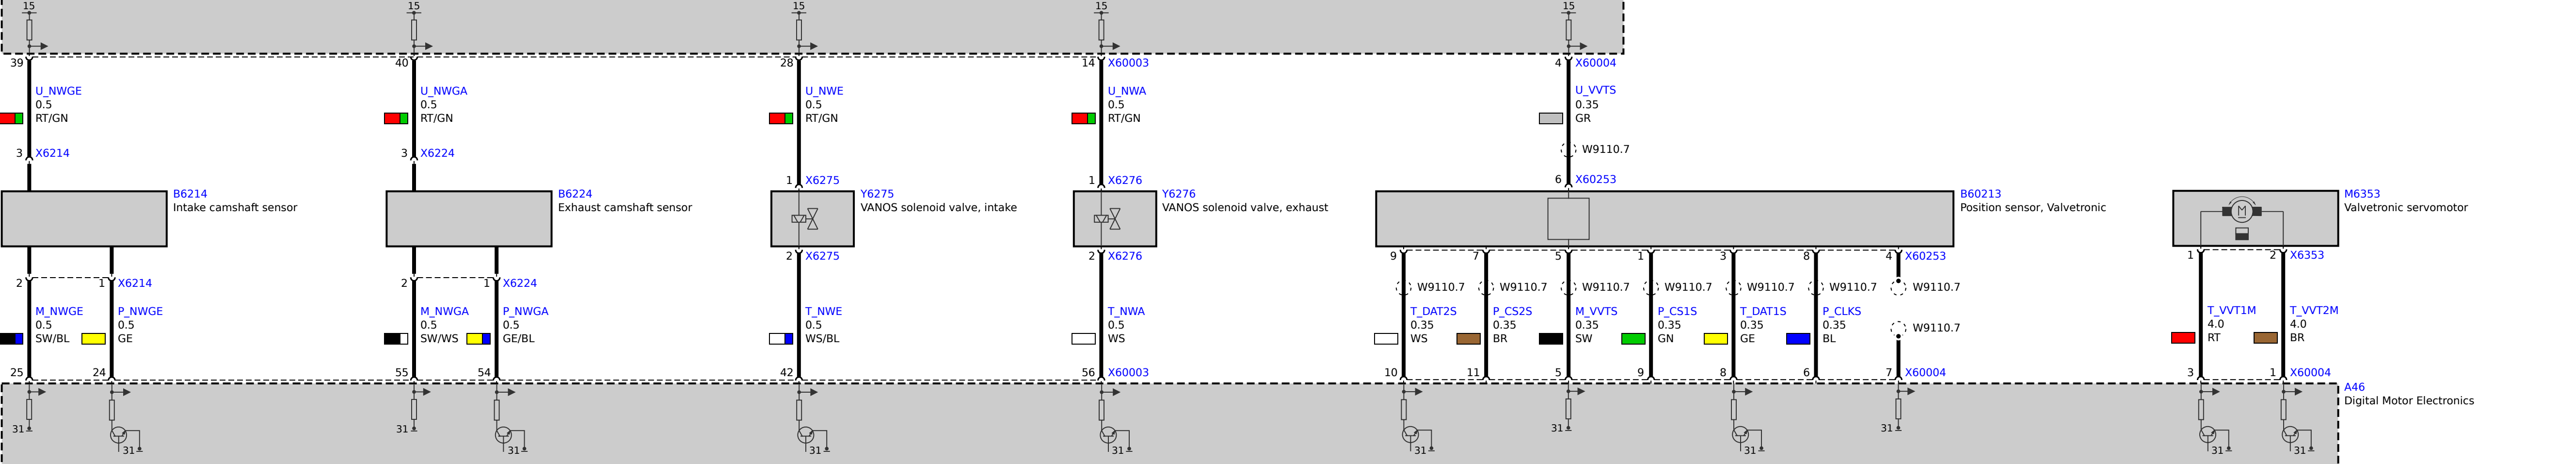 15 15 15 15 15
39 40 28 14 X60003 4 X60004
U_NWGE U_NWGA U_NWE U_NWA U_VVTS
0.5 0.5 0.5 0.5 0.35
RT/GN RT/GN RT/GN RT/GN GR
3 X6214 3 X6224 W9110.7
1 X6275 1 X6276 6 X60253
B6214 B6224 Y6275 Y6276 B60213 M6353
Intake camshaft sensor Exhaust camshaft sensor VANOS solenoid valve, intake VANOS solenoid valve, exhaust Position sensor, Valvetronic M Valvetronic servomotor
2 X6275 2 X6276 9 7 5 1 3 8 4 X60253 1 2 X6353
2 1 X6214 2 1 X6224 W9110.7 W9110.7 W9110.7 W9110.7 W9110.7 W9110.7 W9110.7
M_NWGE P_NWGE M_NWGA P_NWGA T_NWE T_NWA T_DAT2S P_CS2S M_VVTS P_CS1S T_DAT1S P_CLKS T_VVT1M T_VVT2M
0.5 0.5 0.5 0.5 0.5 0.5 0.35 0.35 0.35 0.35 0.35 0.35 W9110.7 4.0 4.0
SW/BL GE SW/WS GE/BL WS/BL WS WS BR SW GN GE BL RT BR
25 24 55 54 42 56 X60003 10 11 5 9 8 6 7 X60004 3 1 X60004
A46
Digital Motor Electronics
31 31 31 31
31 31 31 31 31 31 31 31